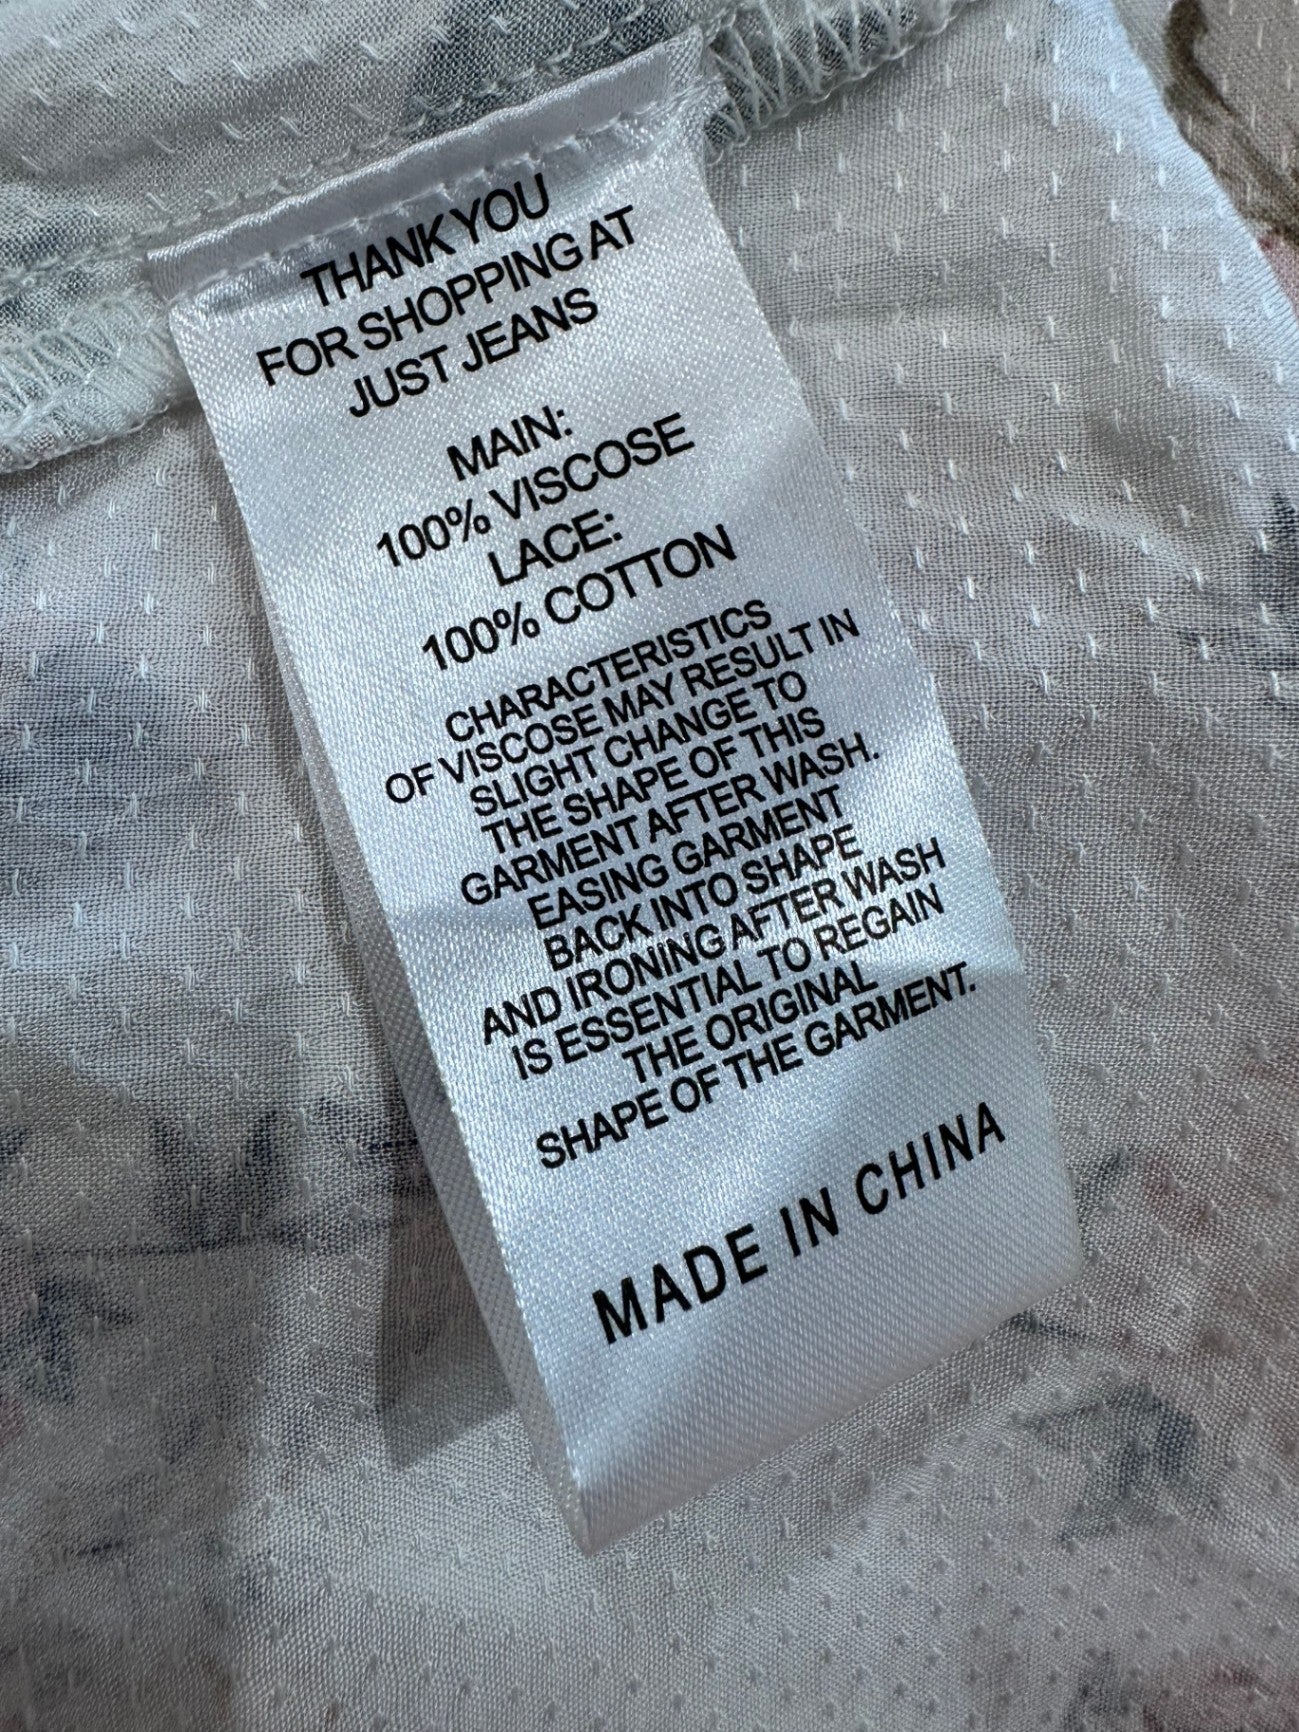 THANK YOU
FOR SHOPPING AT
JUST JEANS
MAIN:
100% VISCOSE
LACE:
100% COTTON
CHARACTERISTICS
OF VISCOSE MAY RESULT IN
SLIGHT CHANGE TO
THE SHAPE OF THIS
GARMENT AFTER WASH.
EASING GARMENT
BACK INTO SHAPE
AND IRONING AFTER WASH
IS ESSENTIAL TO REGAIN
THE ORIGINAL
SHAPE OF THE GARMENT.
MADE IN CHINA